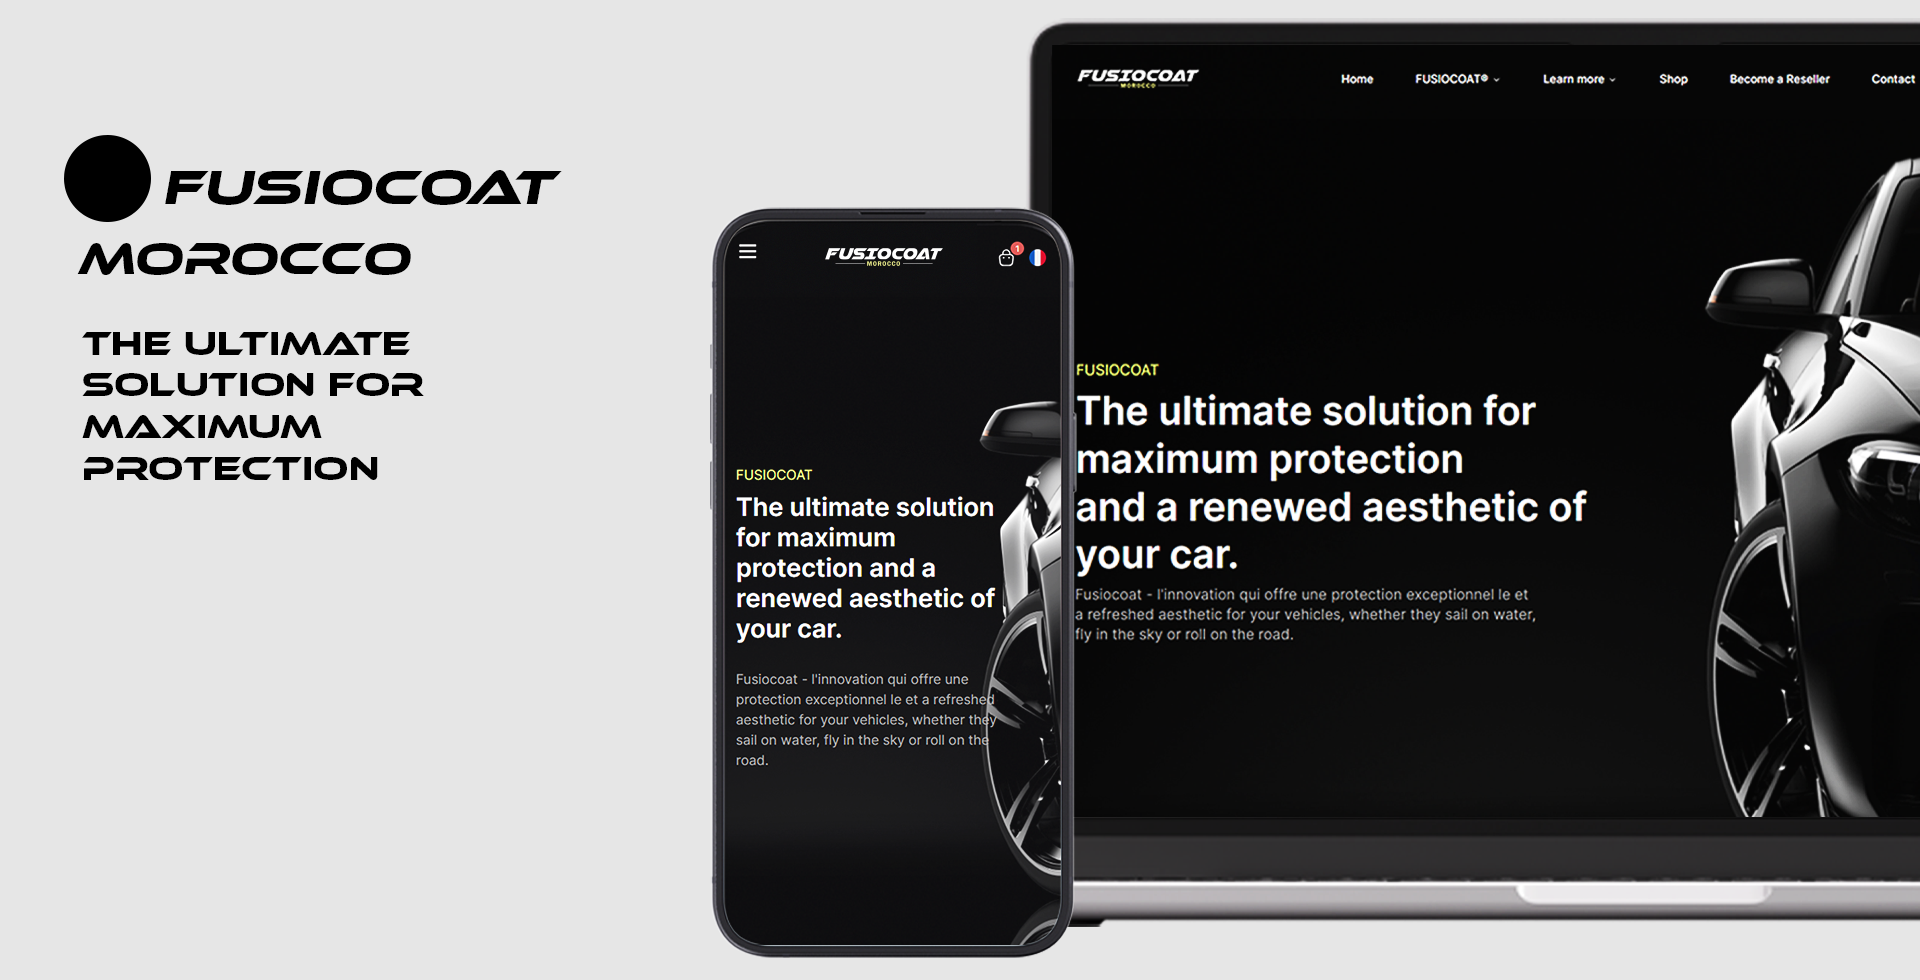 FUSIOCOAT
MOROCCO
THE ULTIMATE
SOLUTION FOR
MAXIMUM
PROTECTION
FUSIOCOAT
MOROCCO
1
FUSIOCOAT
The ultimate solution
for maximum
protection and a
renewed aesthetic of
your car.
Fusiocoat - l'innovation qui offre une
protection exceptionnel le et a refreshed
aesthetic for your vehicles, whether they
sail on water, fly in the sky or roll on the
road.
FUSIOCOAT
MOROCCO
Home FUSIOCOAT® Learn more Shop Become a Reseller Contact
FUSIOCOAT
The ultimate solution for
maximum protection
and a renewed aesthetic of
your car.
Fusiocoat - l'innovation qui offre une protection exceptionnel le et
a refreshed aesthetic for your vehicles, whether they sail on water,
fly in the sky or roll on the road.